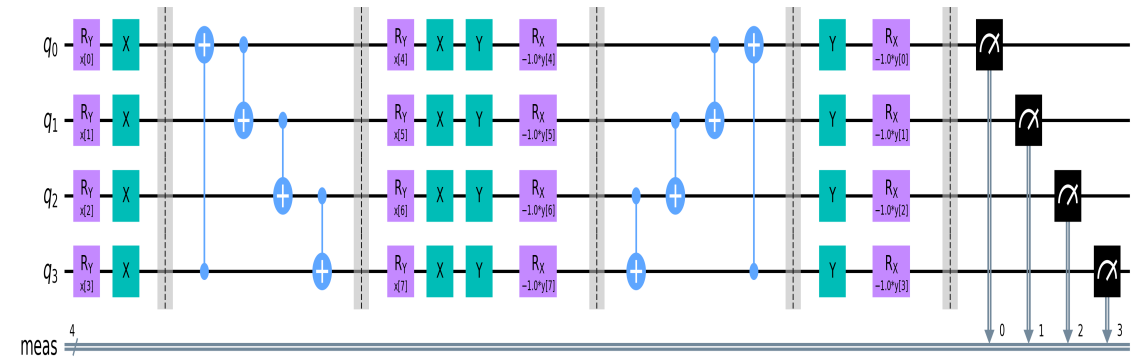 q0 RY x[0] X RY x[4] X Y RX −1.0*y[4] Y RX −1.0*y[0]
q1 RY x[1] X RY x[5] X Y RX −1.0*y[5] Y RX −1.0*y[1]
q2 RY x[2] X RY x[6] X Y RX −1.0*y[6] Y RX −1.0*y[2]
q3 RY x[3] X RY x[7] X Y RX −1.0*y[7] Y RX −1.0*y[3]
meas 4 0 1 2 3